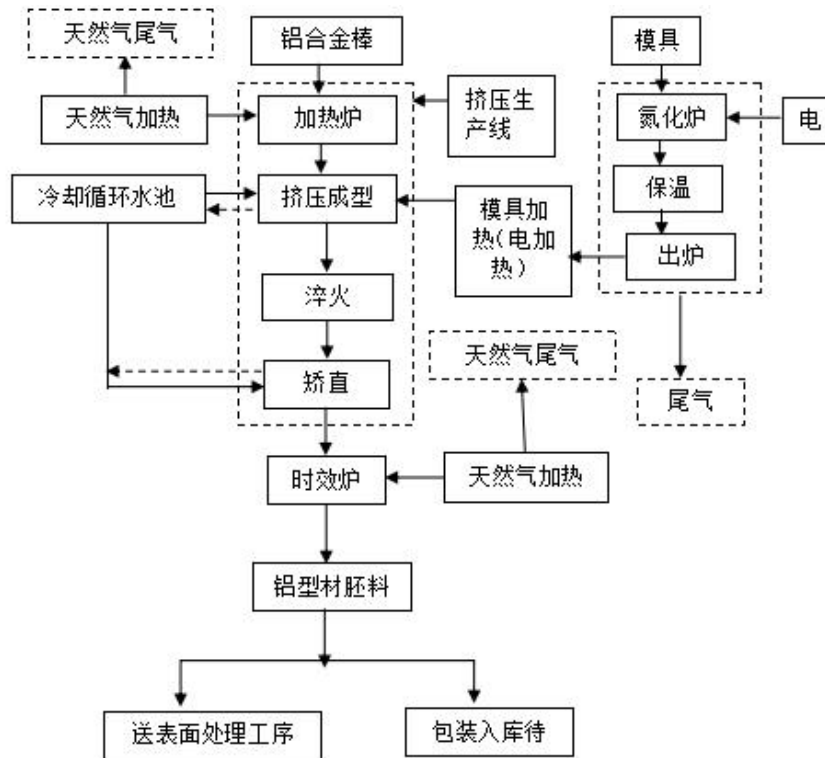 天然气尾气
铝合金棒
模具
天然气加热
加热炉
挤压生
产线
氮化炉
电
保温
冷却循环水池
挤压成型
模具加
热(电加
热）
出炉
淬火
天然气尾气
矫直
尾气
时效炉
天然气加热
铝型材胚料
送表面处理工序
包装入库待